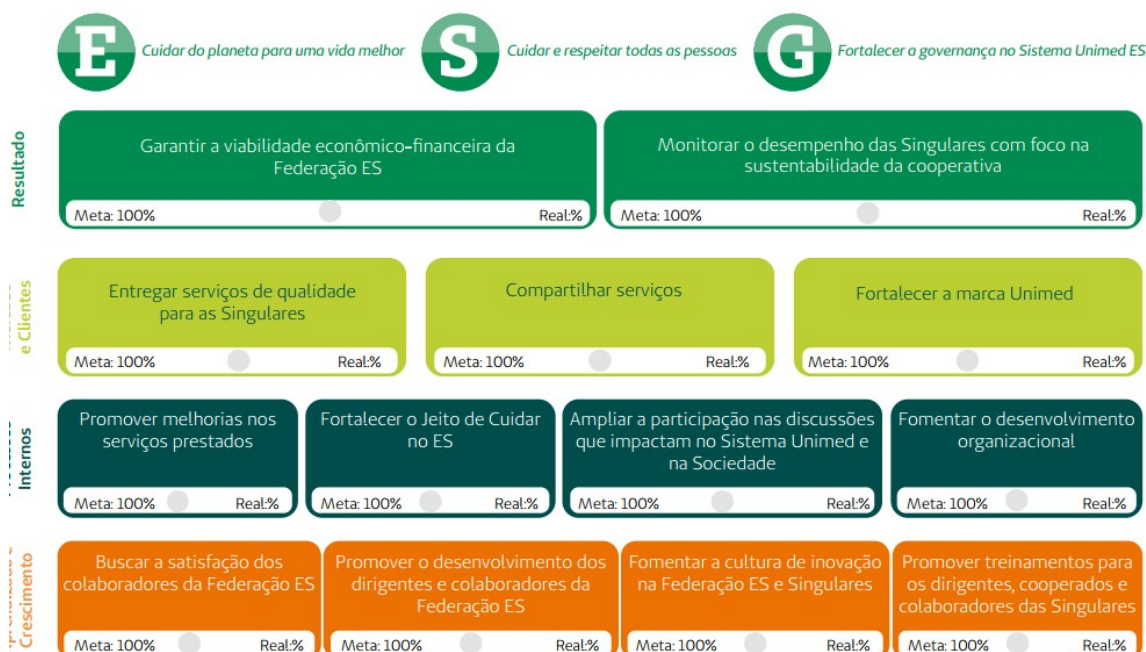 E Cuidar do planeta para uma vida melhor S Cuidar e respeitar todas as pessoas G Fortalecer a governança no Sistema Unimed ES
Resultado
Garantir a viabilidade econômico-financeira da
Federação ES
Meta: 100% Real:%
Monitorar o desempenho das Singulares com foco na
sustentabilidade da cooperativa
Meta: 100% Real:%
e Clientes
Entregar serviços de qualidade
para as Singulares
Meta: 100% Real:%
Compartilhar serviços
Meta: 100% Real:%
Fortalecer a marca Unimed
Meta: 100% Real:%
Internos
Promover melhorias nos
serviços prestados
Meta: 100% Real:%
Fortalecer o Jeito de Cuidar
no ES
Meta: 100% Real:%
Ampliar a participação nas discussões
que impactam no Sistema Unimed e
na Sociedade
Meta: 100% Real:%
Fomentar o desenvolvimento
organizacional
Meta: 100% Real:%
Crescimento
Buscar a satisfação dos
colaboradores da Federação ES
Meta: 100% Real:%
Promover o desenvolvimento dos
dirigentes e colaboradores da
Federação ES
Meta: 100% Real:%
Fomentar a cultura de inovação
na Federação ES e Singulares
Meta: 100% Real:%
Promover treinamentos para
os dirigentes, cooperados e
colaboradores das Singulares
Meta: 100% Real:%